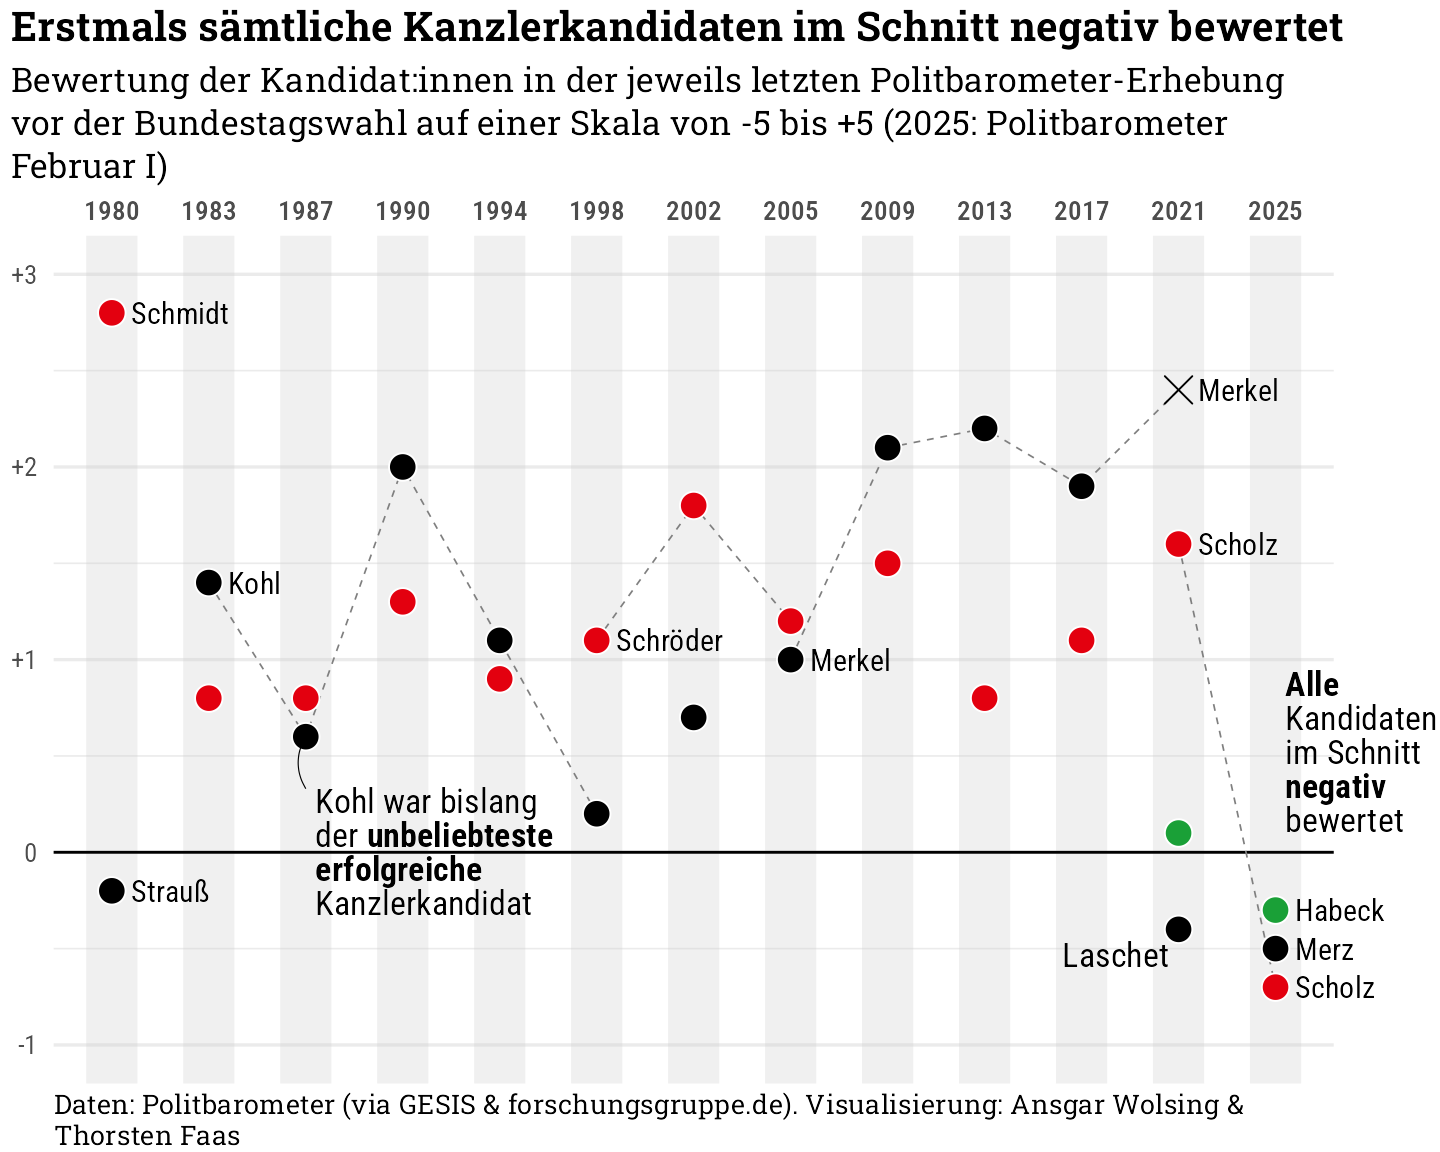 Erstmals sämtliche Kanzlerkandidaten im Schnitt negativ bewertet
Bewertung der Kandidat:innen in der jeweils letzten Politbarometer-Erhebung
vor der Bundestagswahl auf einer Skala von -5 bis +5 (2025: Politbarometer
Februar I)
1980 1983 1987 1990 1994 1998 2002 2005 2009 2013 2017 2021 2025
+3
Schmidt
Merkel
+2
Scholz
Kohl
Schröder
+1
Merkel
Alle
Kandidaten
im Schnitt
negativ
bewertet
Kohl war bislang
der unbeliebteste
erfolgreiche
Kanzlerkandidat
0
Strauß
Habeck
Laschet
Merz
Scholz
-1
Daten: Politbarometer (via GESIS & forschungsgruppe.de). Visualisierung: Ansgar Wolsing &
Thorsten Faas